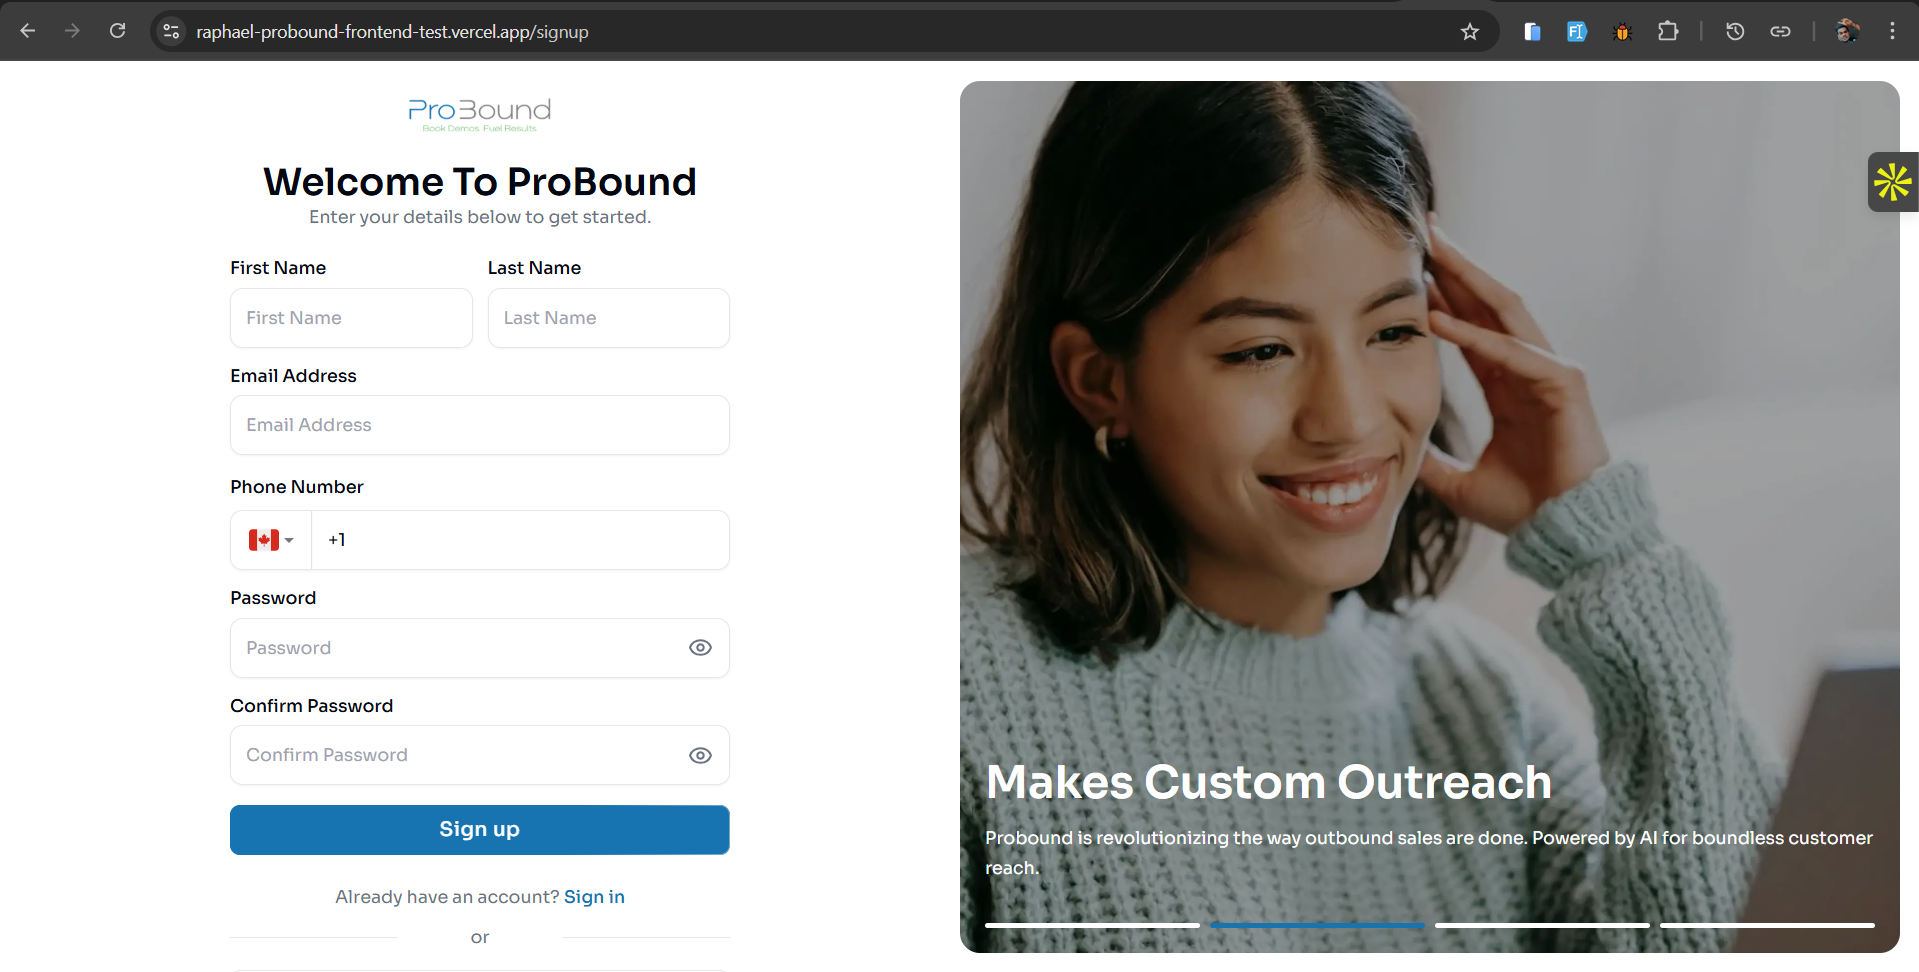 raphael-probound-frontend-test.vercel.app/signup
ProBound
Book Demos. Fuel Results
Welcome To ProBound
Enter your details below to get started.
First Name
Last Name
First Name
Last Name
Email Address
Email Address
Phone Number
+1
Password
Password
Confirm Password
Confirm Password
Sign up
Already have an account? Sign in
or
Makes Custom Outreach
Probound is revolutionizing the way outbound sales are done. Powered by AI for boundless customer
reach.